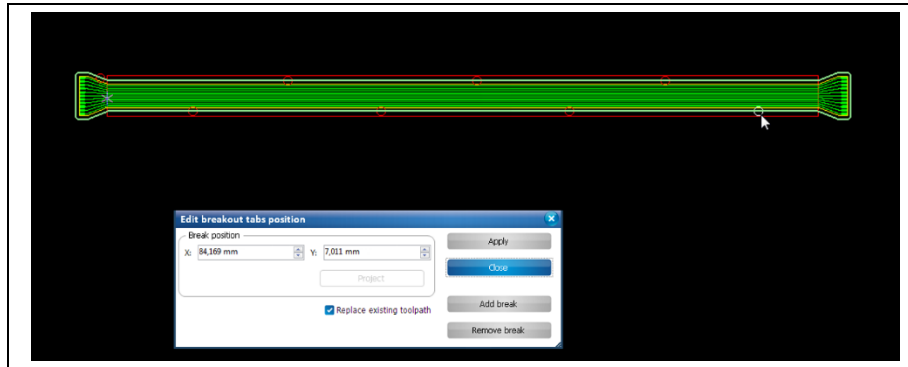 Edit breakout tabs position
Break position
X: 84,169 mm Y: 7,011 mm
Project
Replace existing toolpath
Apply
Close
Add break
Remove break